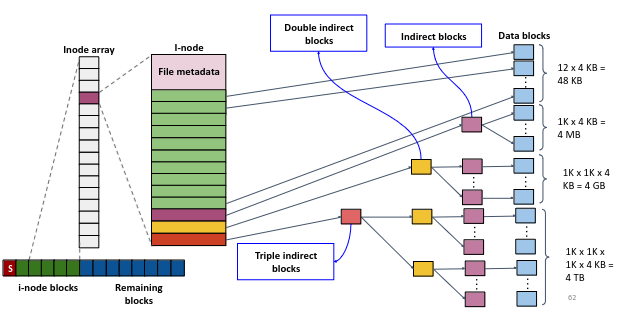 Double indirect
blocks
Indirect blocks
Data blocks
Inode array
I-node
File metadata
12 x 4 KB =
48 KB
1K x 4 KB =
4 MB
1K x 1K x 4
KB = 4 GB
Triple indirect
blocks
1K x 1K x
1K x 4 KB =
4 TB
S
i-node blocks
Remaining
blocks
62